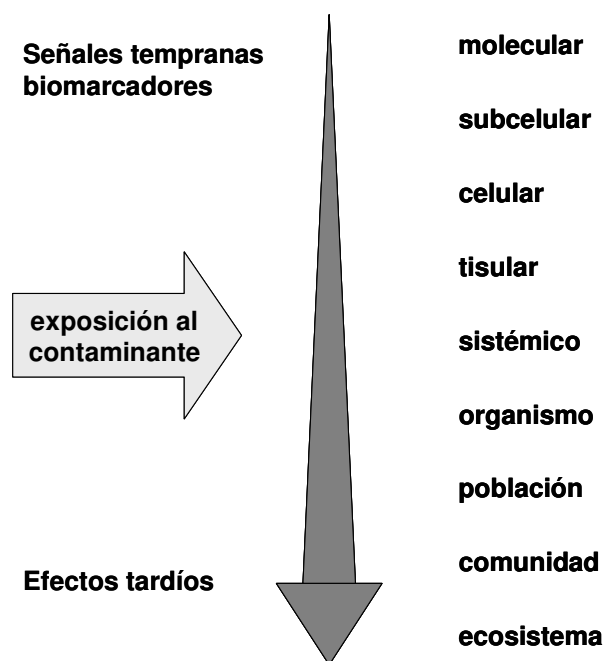 Señales tempranas
biomarcadores
exposición al
contaminante
Efectos tardíos
molecular
subcelular
celular
tisular
sistémico
organismo
población
comunidad
ecosistema